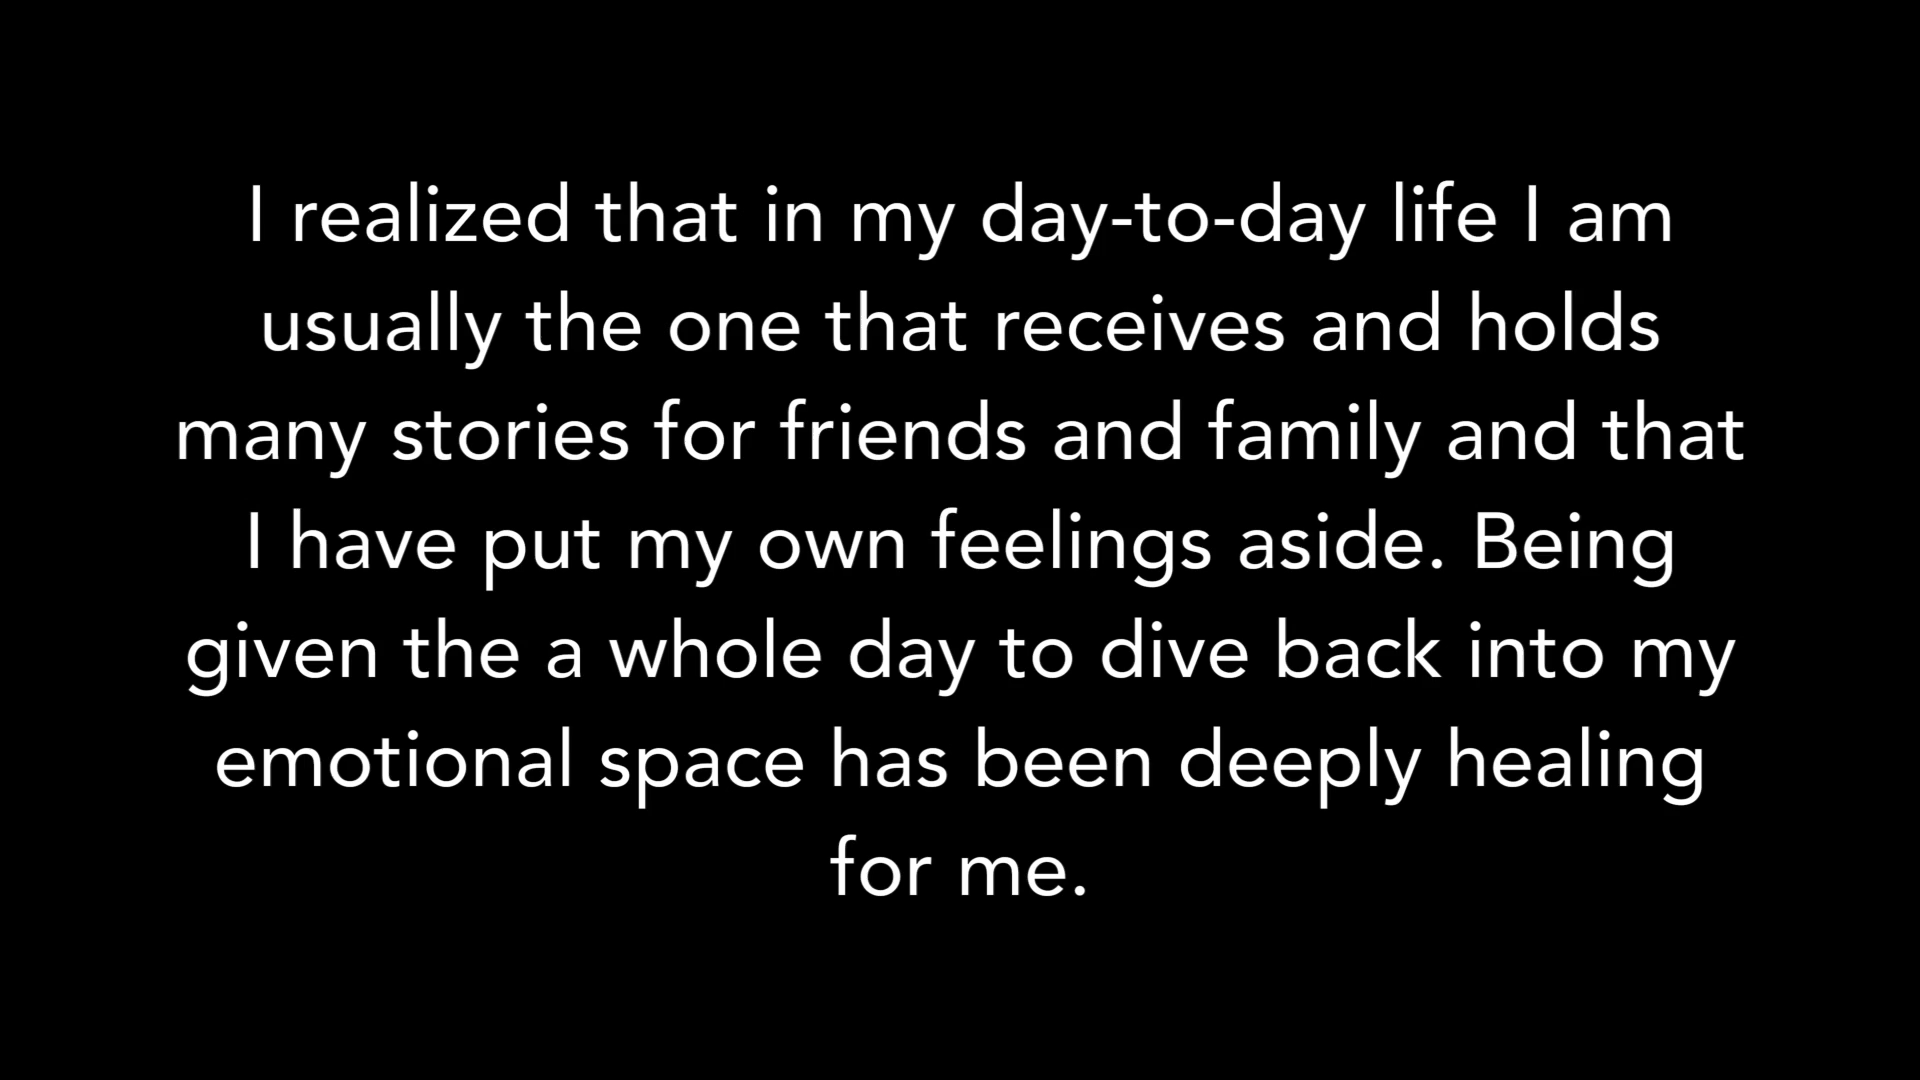 I realized that in my day-to-day life I am
usually the one that receives and holds
many stories for friends and family and that
I have put my own feelings aside. Being
given the a whole day to dive back into my
emotional space has been deeply healing
for me.